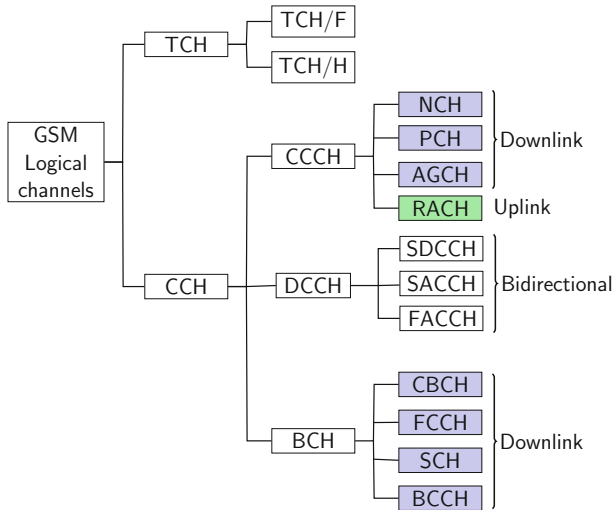 TCH/F
TCH
TCH/H
GSM
Logical
channels
NCH
PCH
Downlink
CCCH
AGCH
RACH
Uplink
SDCCH
CCH
DCCH
SACCH
Bidirectional
FACCH
CBCH
FCCH
BCH
Downlink
SCH
BCCH